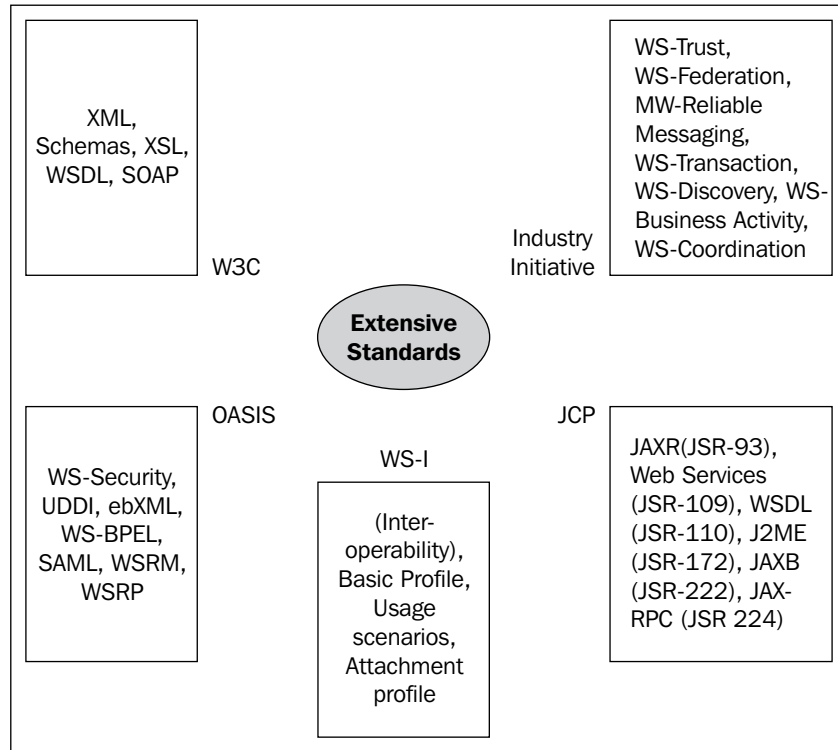 XML,
Schemas, XSL,
WSDL, SOAP
W3C
WS-Trust,
WS-Federation,
MW-Reliable
Messaging,
WS-Transaction,
WS-Discovery, WS-
Business Activity,
WS-Coordination
Industry
Initiative
Extensive
Standards
OASIS
WS-Security,
UDDI, ebXML,
WS-BPEL,
SAML, WSRM,
WSRP
WS-I
(Inter-
operability),
Basic Profile,
Usage
scenarios,
Attachment
profile
JCP
JAXR(JSR-93),
Web Services
(JSR-109), WSDL
(JSR-110), J2ME
(JSR-172), JAXB
(JSR-222), JAX-
RPC (JSR 224)